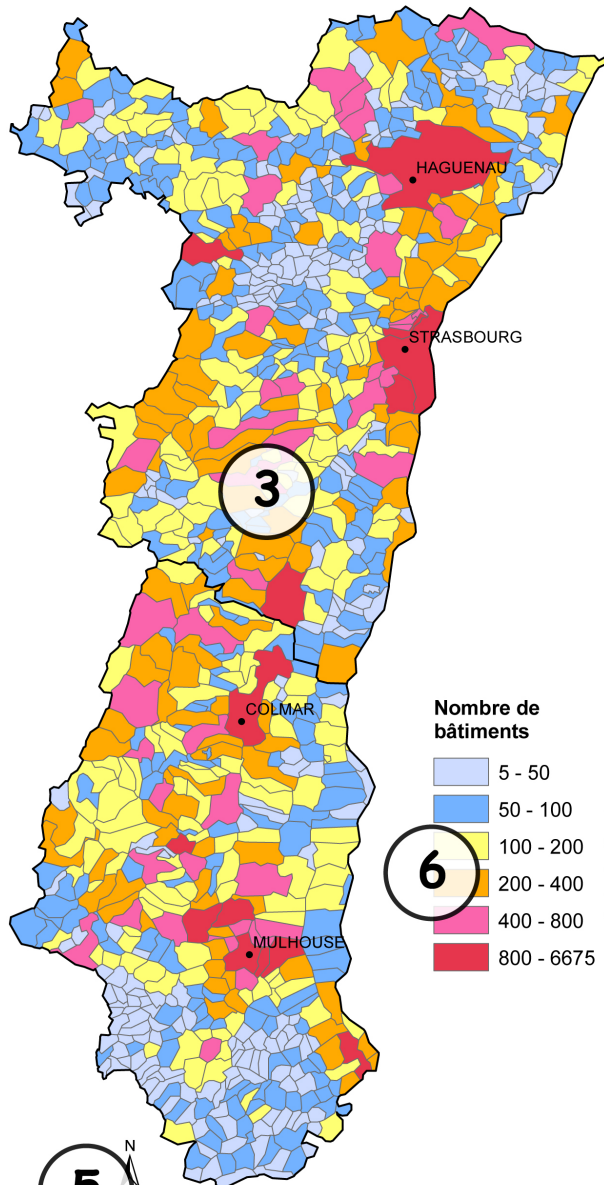 HAGUENAU
STRASBOURG
3
COLMAR
Nombre de
bâtiments
5 - 50
50 - 100
100 - 200
6
200 - 400
400 - 800
MULHOUSE
800 - 6675
N
5